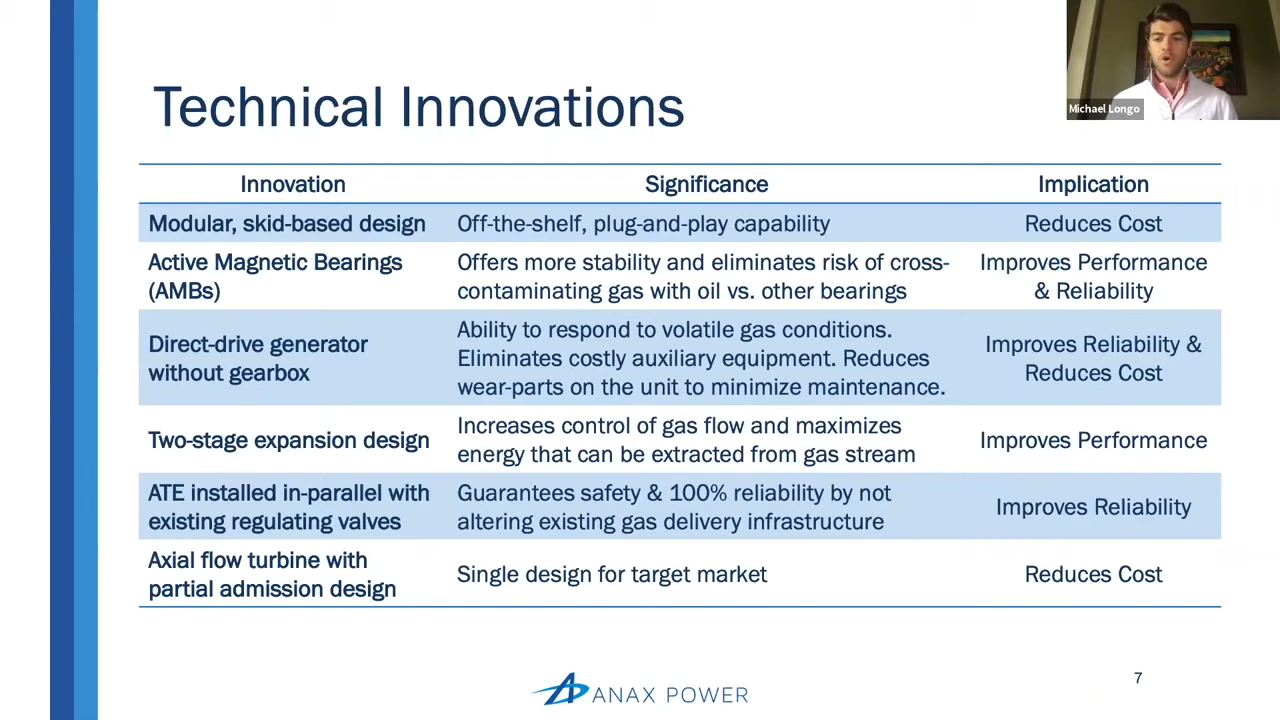 Technical Innovations
Michael Longo
Innovation Significance Implication
Modular, skid-based design Off-the-shelf, plug-and-play capability Reduces Cost
Active Magnetic Bearings
(AMBs)
Offers more stability and eliminates risk of cross-
contaminating gas with oil vs. other bearings
Improves Performance
& Reliability
Direct-drive generator
without gearbox
Ability to respond to volatile gas conditions.
Eliminates costly auxiliary equipment. Reduces
wear-parts on the unit to minimize maintenance.
Improves Reliability &
Reduces Cost
Two-stage expansion design
Increases control of gas flow and maximizes
energy that can be extracted from gas stream
Improves Performance
ATE installed in-parallel with
existing regulating valves
Guarantees safety & 100% reliability by not
altering existing gas delivery infrastructure
Improves Reliability
Axial flow turbine with
partial admission design
Single design for target market
Reduces Cost
ANAX POWER
7